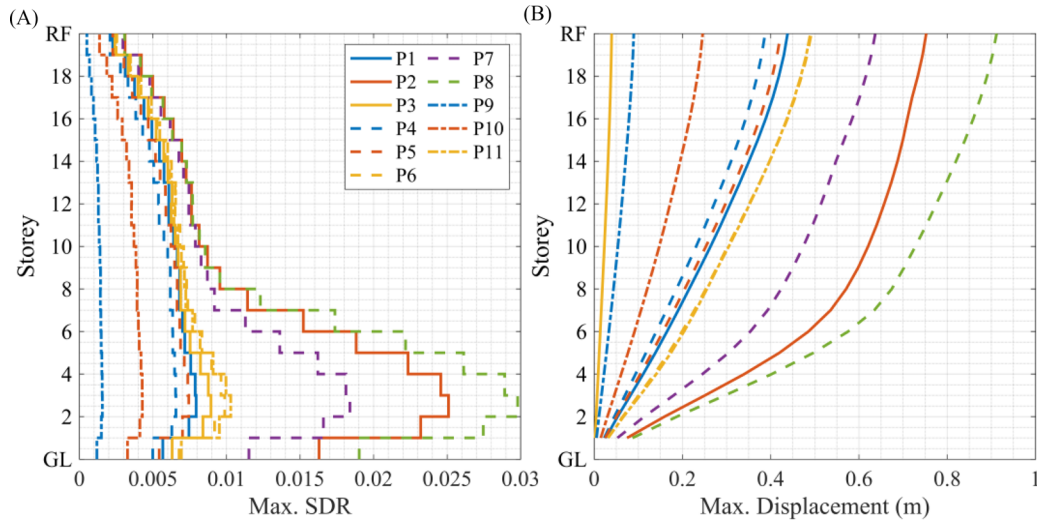 (A)
RF
18
16
14
12
10
8
6
4
2
GL
Storey
0
0.005
0.01
0.015
0.02
0.025
0.03
Max. SDR
P1
P2
P3
P4
P5
P6
P7
P8
P9
P10
P11
(B)
RF
18
16
14
12
10
8
6
4
2
GL
Storey
0
0.2
0.4
0.6
0.8
1
Max. Displacement (m)